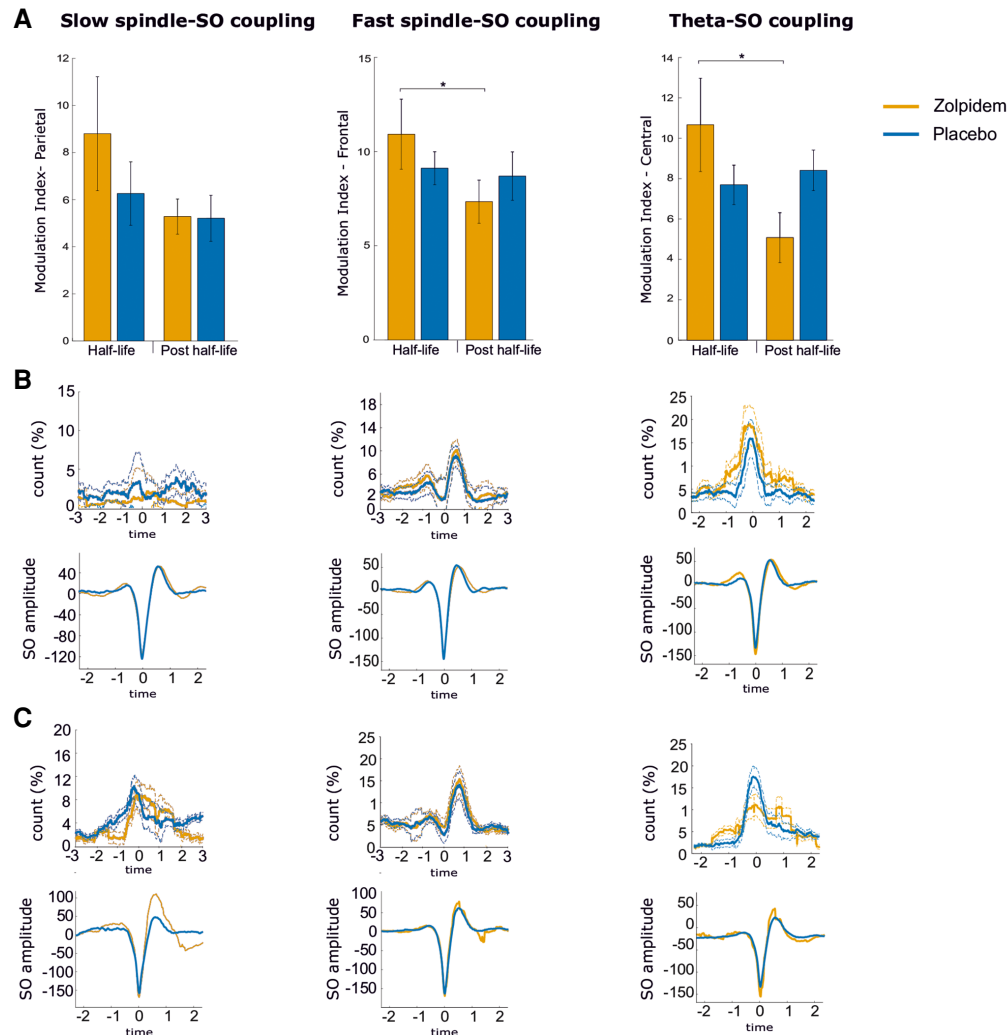 A
Slow spindle-SO coupling
Fast spindle-SO coupling
Theta-SO coupling
Zolpidem
Placebo
Modulation Index- Parietal
12
10
8
6
4
2
0
Half-life Post half-life
Modulation Index - Frontal
15
10
5
0
*
Half-life Post half-life
Modulation Index - Central
14
12
10
8
6
4
2
0
*
Half-life Post half-life
B
count (%)
15
10
5
0
-3 -2 -1 0 1 2 3
time
count (%)
18
14
10
6
2
0
-3 -2 -1 0 1 2 3
time
count (%)
25
20
15
1
5
0
-2 -1 0 1 2
time
SO amplitude
40
0
-40
-80
-120
-2 -1 0 1 2
time
SO amplitude
50
0
-50
-100
-150
-2 -1 0 1 2
time
SO amplitude
50
0
-50
-100
-150
-2 -1 0 1 2
time
C
count (%)
20
16
12
8
4
0
-3 -2 -1 0 1 2 3
time
count (%)
25
20
15
1
5
0
-3 -2 -1 0 1 2 3
time
count (%)
25
20
15
1
5
0
-2 -1 0 1 2
time
SO amplitude
100
50
0
-50
-100
-150
-2 -1 0 1 2
time
SO amplitude
100
50
0
-50
-100
-150
-2 -1 0 1 2
time
SO amplitude
100
50
0
-50
-100
-150
-2 -1 0 1 2
time